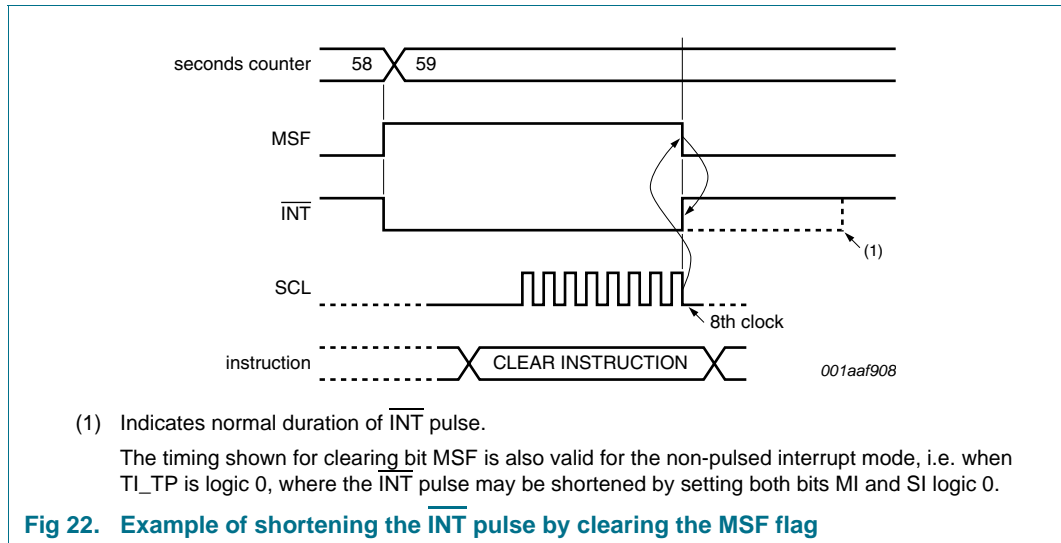 seconds counter 58 59
MSF
INT
(1)
SCL
8th clock
instruction CLEAR INSTRUCTION
001aaf908
(1) Indicates normal duration of INT pulse.
The timing shown for clearing bit MSF is also valid for the non-pulsed interrupt mode, i.e. when
TI_TP is logic 0, where the INT pulse may be shortened by setting both bits MI and SI logic 0.
Fig 22. Example of shortening the INT pulse by clearing the MSF flag